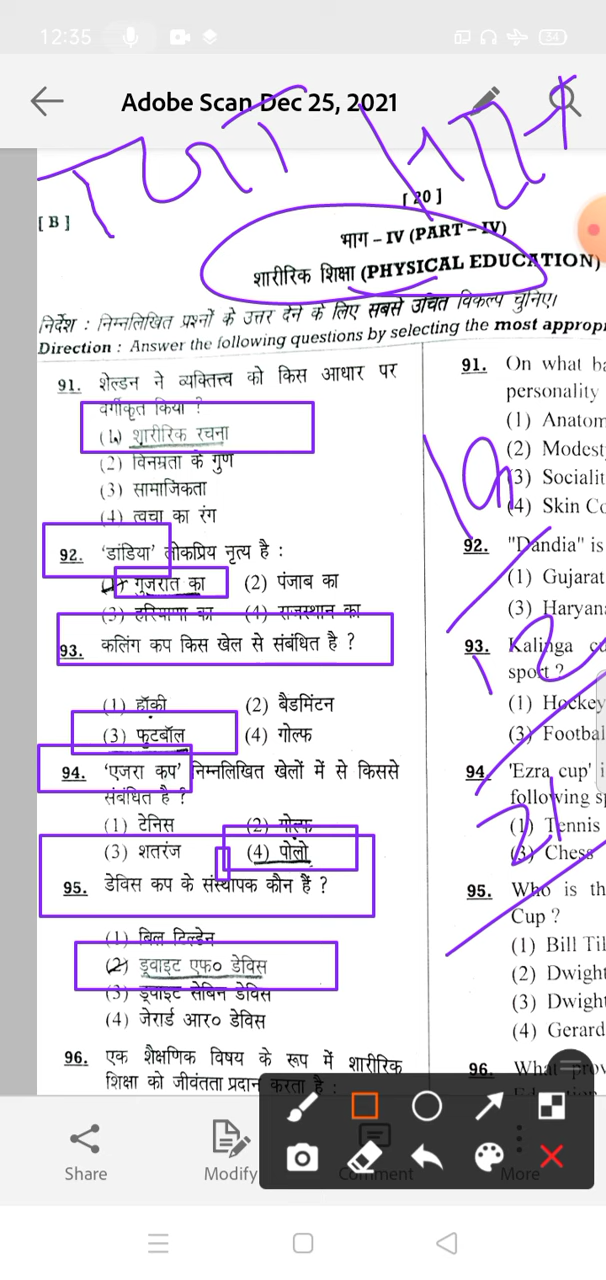 12:35
34
Adobe Scan Dec 25, 2021
[ B ]
[ 20 ]
भाग – IV (PART – IV)
शारीरिक शिक्षा (PHYSICAL EDUCATION)
निर्देश : निम्नलिखित प्रश्नों के उत्तर देने के लिए सबसे उचित विकल्प चुनिए।
Direction : Answer the following questions by selecting the most appropr
91. शेल्डन ने व्यक्तित्त्व को किस आधार पर
वर्गीकृत किया ?
(1) शारीरिक रचना
(2) विनम्रता के गुण
(3) सामाजिकता
(4) त्वचा का रंग
92. 'डांडिया' लोकप्रिय नृत्य है :
गुजरात का (2) पंजाब का
(3) हरियाणा का (4) राजस्थान का
93. कलिंग कप किस खेल से संबंधित है ?
(1) हॉकी (2) बैडमिंटन
(3) फुटबॉल (4) गोल्फ
94. 'एजरा कप' निम्नलिखित खेलों में से किससे
संबंधित है ?
(1) टेनिस (2) गोल्फ
(3) शतरंज (4) पोलो
95. डेविस कप के संस्थापक कौन हैं ?
(1) बिल टिल्डेन
(2) ड्वाइट एफ० डेविस
(3) ड्वाइट सेबिन डेविस
(4) जेरार्ड आर० डेविस
96. एक शैक्षणिक विषय के रूप में शारीरिक
शिक्षा को जीवंतता प्रदान करता है :
91. On what ba
personality
(1) Anatom
(2) Modest
(3) Socialit
(4) Skin Co
92. "Dandia" is
(1) Gujarat
(3) Haryana
93. Kalinga cu
sport ?
(1) Hockey
(3) Footbal
94. 'Ezra cup' i
following sp
(1) Tennis
(3) Chess
95. Who is th
Cup ?
(1) Bill Til
(2) Dwight
(3) Dwight
(4) Gerard
96. What prov
19
12
21
Share
Modify
Comment
More